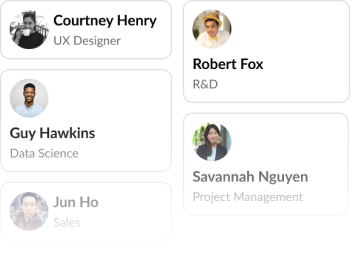 Courtney Henry
UX Designer
Robert Fox
R&D
Guy Hawkins
Data Science
Savannah Nguyen
Project Management
Jun Ho
Sales